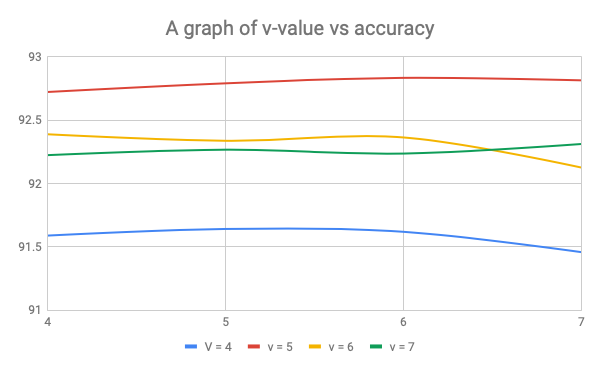 A graph of v-value vs accuracy
93
92.5
92
91.5
91
4 5 6 7
V = 4 v = 5 v = 6 v = 7